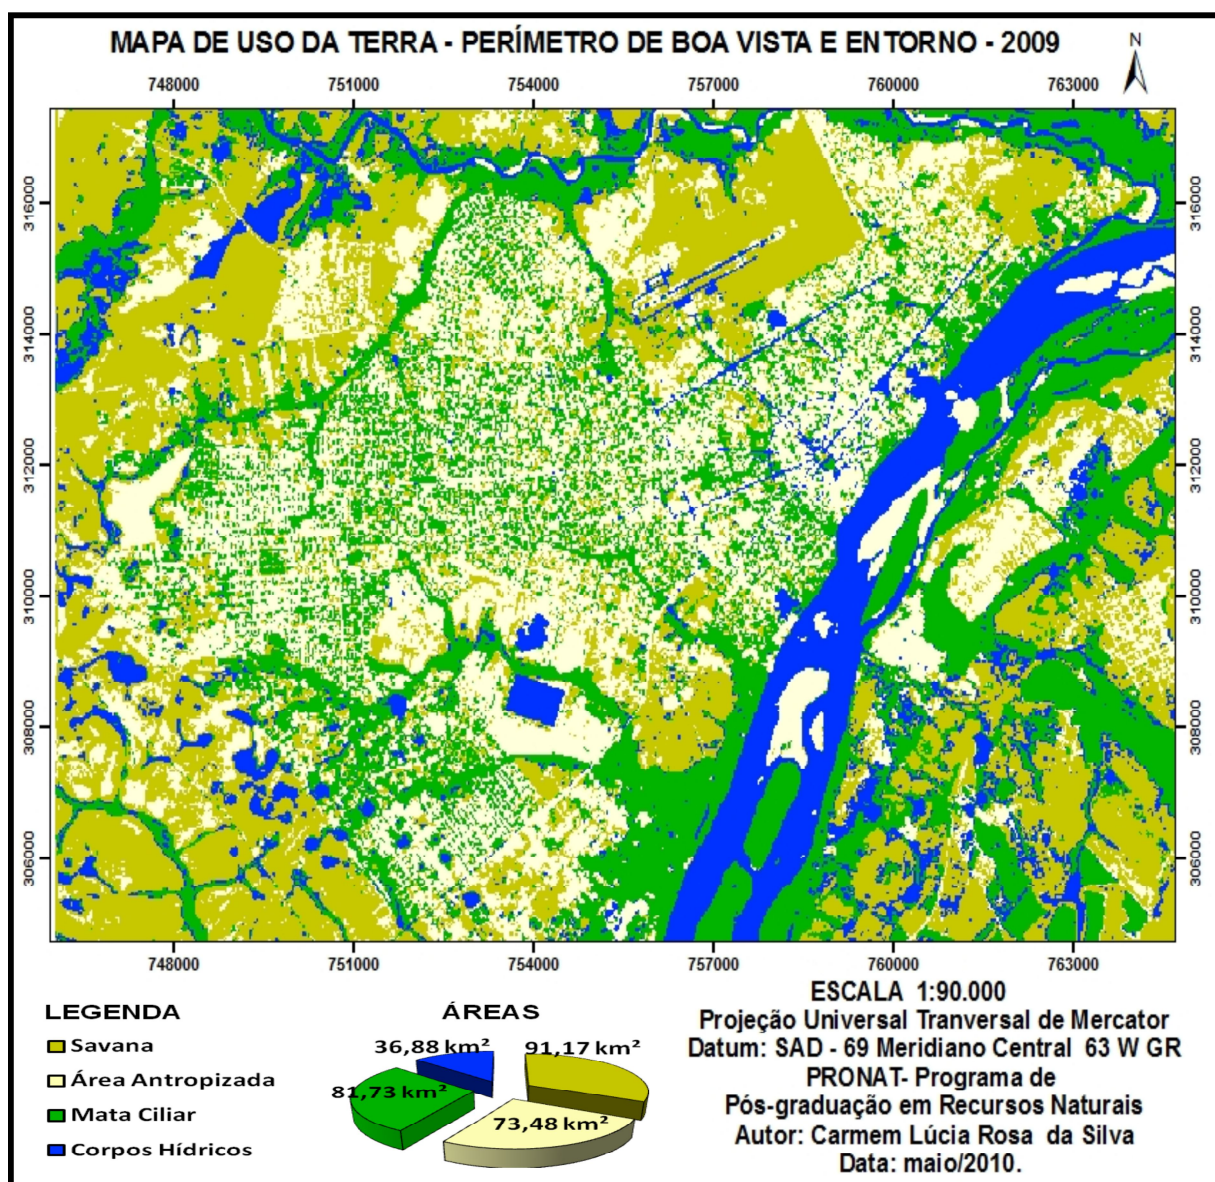 MAPA DE USO DA TERRA - PERÍMETRO DE BOA VISTA E ENTORNO - 2009
N
748000 751000 754000 757000 760000 763000
316000 316000
314000 314000
312000 312000
310000 310000
308000 308000
306000 306000
748000 751000 754000 757000 760000 763000
LEGENDA
Savana
Área Antropizada
Mata Ciliar
Corpos Hídricos
ÁREAS
36,88 km² 91,17 km²
81,73 km²
73,48 km²
ESCALA 1:90.000
Projeção Universal Tranversal de Mercator
Datum: SAD - 69 Meridiano Central 63 W GR
PRONAT- Programa de
Pós-graduação em Recursos Naturais
Autor: Carmem Lúcia Rosa da Silva
Data: maio/2010.